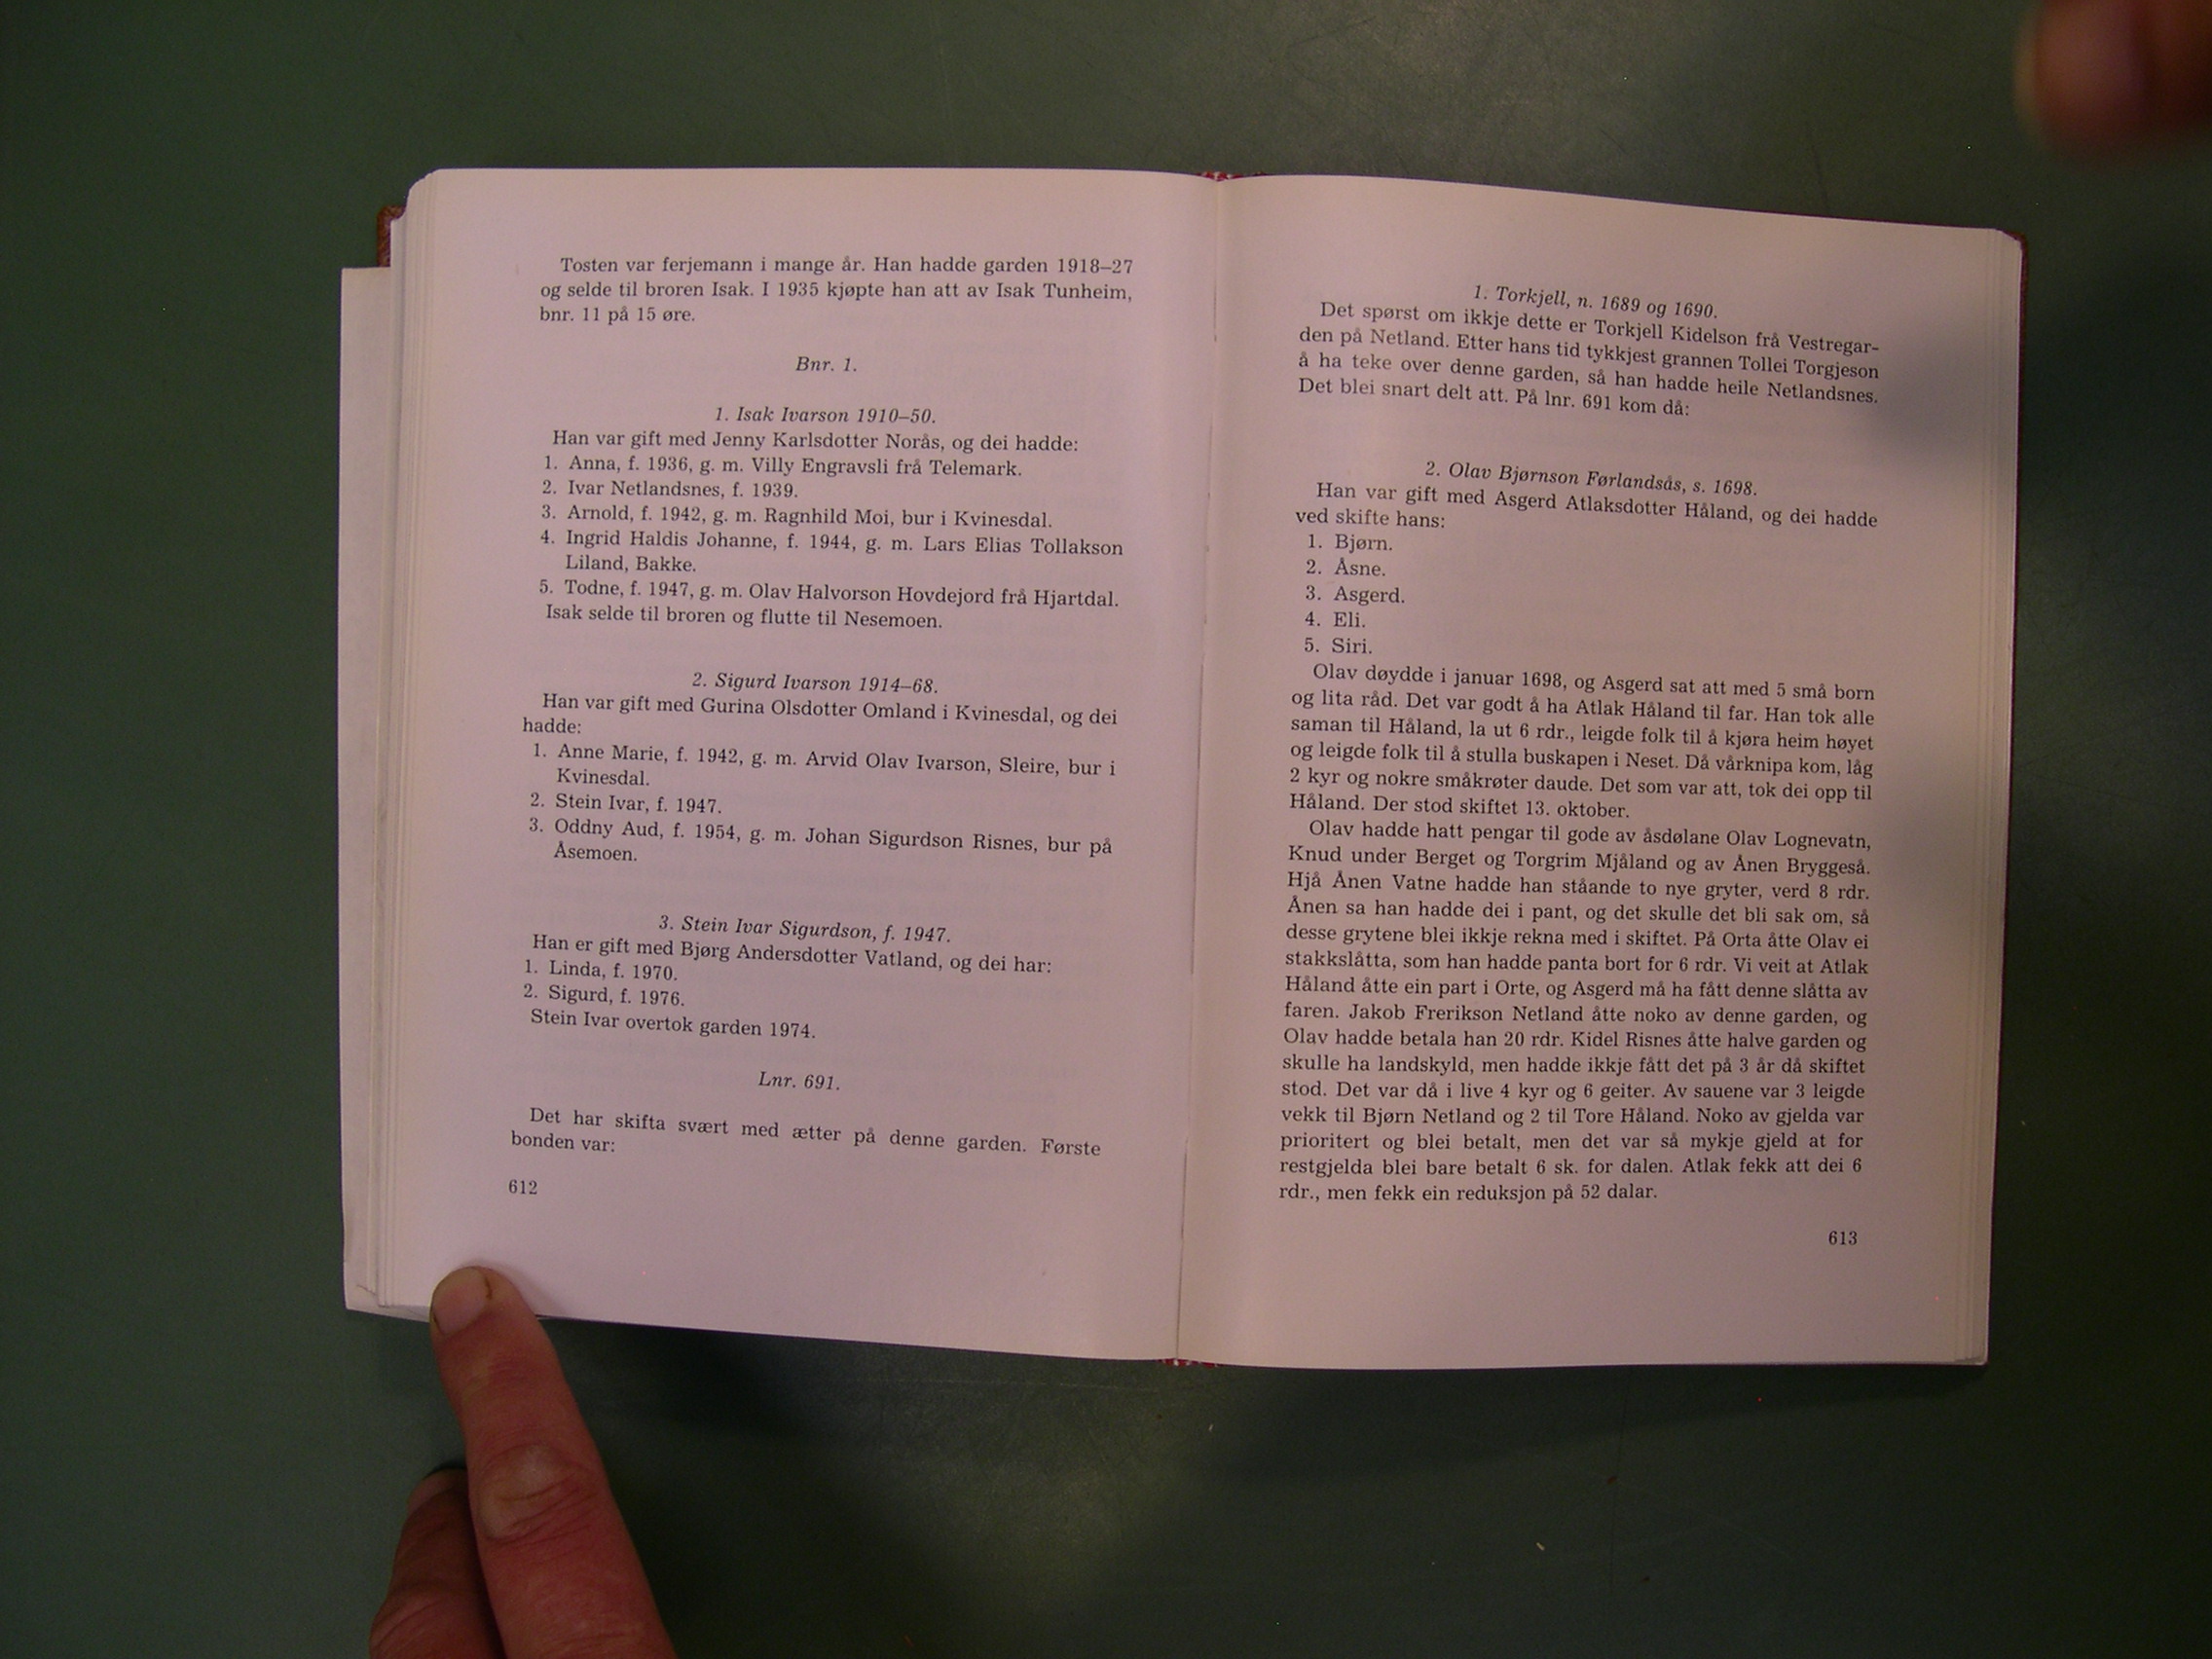 Tosten var ferjemann i mange år. Han hadde garden 1918–27
og selde til broren Isak. I 1935 kjøpte han att av Isak Tunheim,
bnr. 11 på 15 øre.
Bnr. 1.
1. Isak Ivarson 1910–50.
Han var gift med Jenny Karlsdotter Norås, og dei hadde:
1. Anna, f. 1936, g. m. Villy Engravsli frå Telemark.
2. Ivar Netlandsnes, f. 1939.
3. Arnold, f. 1942, g. m. Ragnhild Moi, bur i Kvinesdal.
4. Ingrid Haldis Johanne, f. 1944, g. m. Lars Elias Tollakson
Liland, Bakke.
5. Todne, f. 1947, g. m. Olav Halvorson Hovdejord frå Hjartdal.
Isak selde til broren og flutte til Nesemoen.
2. Sigurd Ivarson 1914–68.
Han var gift med Gurina Olsdotter Omland i Kvinesdal, og dei
hadde:
1. Anne Marie, f. 1942, g. m. Arvid Olav Ivarson, Sleire, bur i
Kvinesdal.
2. Stein Ivar, f. 1947.
3. Oddny Aud, f. 1954, g. m. Johan Sigurdson Risnes, bur på
Åsemoen.
3. Stein Ivar Sigurdson, f. 1947.
Han er gift med Bjørg Andersdotter Vatland, og dei har:
1. Linda, f. 1970.
2. Sigurd, f. 1976.
Stein Ivar overtok garden 1974.
Lnr. 691.
Det har skifta svært med ætter på denne garden. Første
bonden var:
612
1. Torkjell, n. 1689 og 1690.
Det spørst om ikkje dette er Torkjell Kidelson frå Vestregar-
den på Netland. Etter hans tid tykkjest grannen Tollei Torgjeson
å ha teke over denne garden, så han hadde heile Netlandsnes.
Det blei snart delt att. På lnr. 691 kom då:
2. Olav Bjørnson Førlandsås, s. 1698.
Han var gift med Asgerd Atlaksdotter Håland, og dei hadde
ved skifte hans:
1. Bjørn.
2. Åsne.
3. Asgerd.
4. Eli.
5. Siri.
Olav døydde i januar 1698, og Asgerd sat att med 5 små born
og lita råd. Det var godt å ha Atlak Håland til far. Han tok alle
saman til Håland, la ut 6 rdr., leigde folk til å kjøra heim høyet
og leigde folk til å stulla buskapen i Neset. Då vårknipa kom, låg
2 kyr og nokre småkrøter daude. Det som var att, tok dei opp til
Håland. Der stod skiftet 13. oktober.
Olav hadde hatt pengar til gode av åsdølane Olav Lognevatn,
Knud under Berget og Torgrim Mjåland og av Ånen Bryggeså.
Hjå Ånen Vatne hadde han ståande to nye gryter, verd 8 rdr.
Ånen sa han hadde dei i pant, og det skulle det bli sak om, så
desse grytene blei ikkje rekna med i skiftet. På Orta åtte Olav ei
stakkslåtta, som han hadde panta bort for 6 rdr. Vi veit at Atlak
Håland åtte ein part i Orte, og Asgerd må ha fått denne slåtta av
faren. Jakob Frerikson Netland åtte noko av denne garden, og
Olav hadde betala han 20 rdr. Kidel Risnes åtte halve garden og
skulle ha landskyld, men hadde ikkje fått det på 3 år då skiftet
stod. Det var då i live 4 kyr og 6 geiter. Av sauene var 3 leigde
vekk til Bjørn Netland og 2 til Tore Håland. Noko av gjelda var
prioritert og blei betalt, men det var så mykje gjeld at for
restgjelda blei bare betalt 6 sk. for dalen. Atlak fekk att dei 6
rdr., men fekk ein reduksjon på 52 dalar.
613